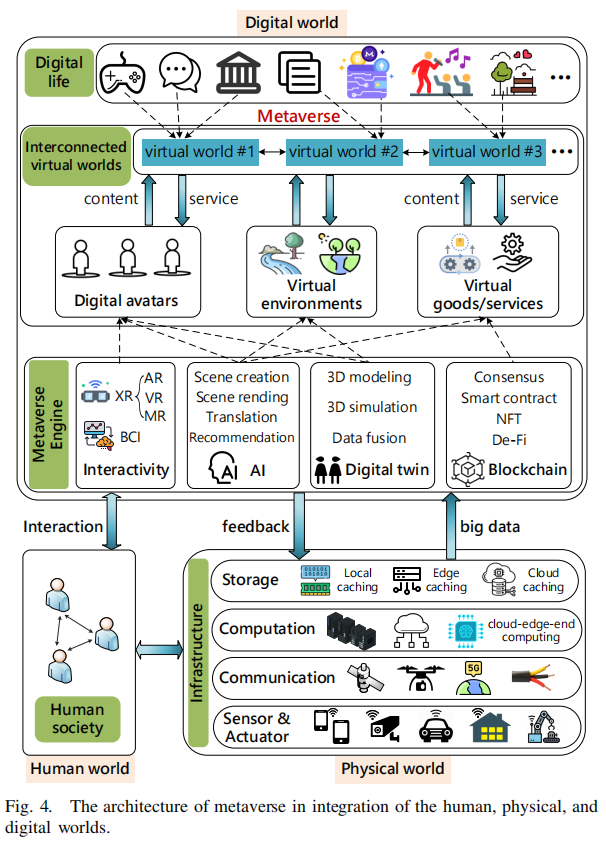 Digital world
Digital
life
Metaverse
Interconnected
virtual worlds
virtual world #1
virtual world #2
virtual world #3
content
service
content
service
Digital avatars
Virtual
environments
Virtual
goods/services
Metaverse
Engine
XR
AR
VR
MR
BCI
Interactivity
Scene creation
Scene rending
Translation
Recommendation
AI
AI
3D modeling
3D simulation
Data fusion
Digital twin
Consensus
Smart contract
NFT
De-Fi
Blockchain
Interaction
feedback
big data
Human
society
Human world
Infrastructure
Storage
010101
101010
Local
caching
Edge
caching
Cloud
caching
Computation
cloud-edge-end
computing
Communication
5G
Sensor &
Actuator
Physical world
Fig. 4. The architecture of metaverse in integration of the human, physical, and
digital worlds.